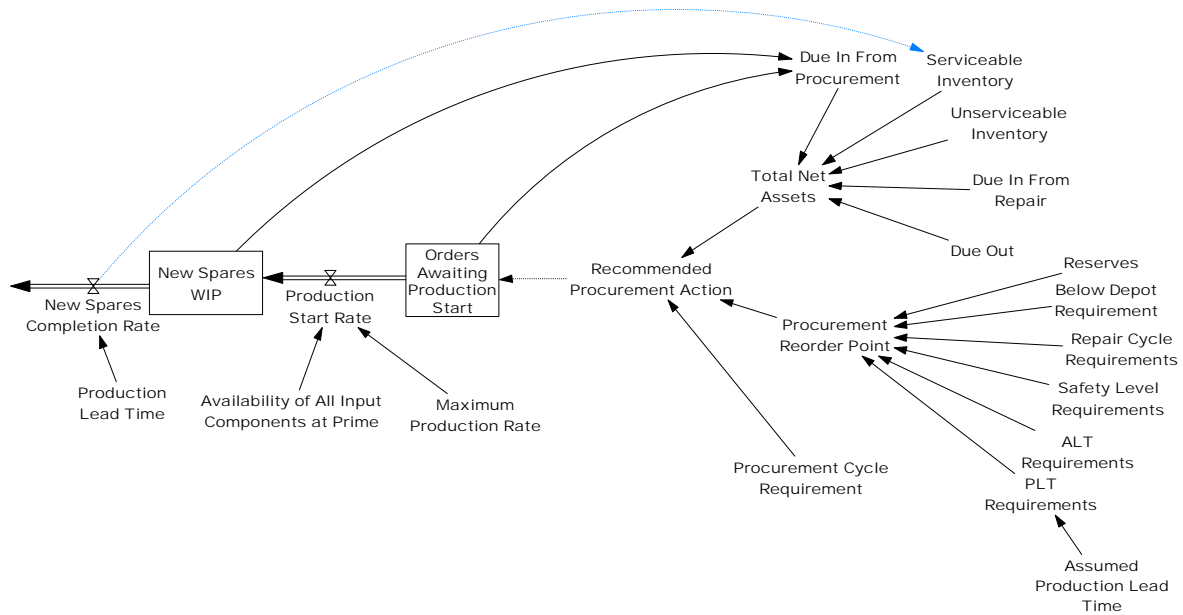 Due In From
Procurement
Serviceable
Inventory
Unserviceable
Inventory
Total Net
Assets
Due In From
Repair
Due Out
Orders
Awaiting
Production
Start
New Spares
WIP
Recommended
Procurement Action
Reserves
Below Depot
Requirement
New Spares
Completion Rate
Production
Start Rate
Procurement
Reorder Point
Repair Cycle
Requirements
Production
Lead Time
Availability of All Input
Components at Prime
Maximum
Production Rate
Safety Level
Requirements
ALT
Requirements
Procurement Cycle
Requirement
PLT
Requirements
Assumed
Production Lead
Time